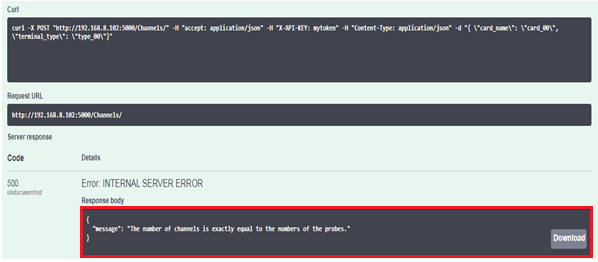 Curl
curl -X POST "http://192.168.8.102:5000/Channels/" -H "accept: application/json" -H "X-API-KEY: mytoken" -H "Content-Type: application/json" -d "{ \"card_name\": \"card_00\",
\"terminal_type\": \"type_00\"}"
Request URL
http://192.168.8.102:5000/Channels/
Server response
Code Details
500 Error: INTERNAL SERVER ERROR
Undocumented
Response body
{
"message": "The number of channels is exactly equal to the numbers of the probes."
}
Download